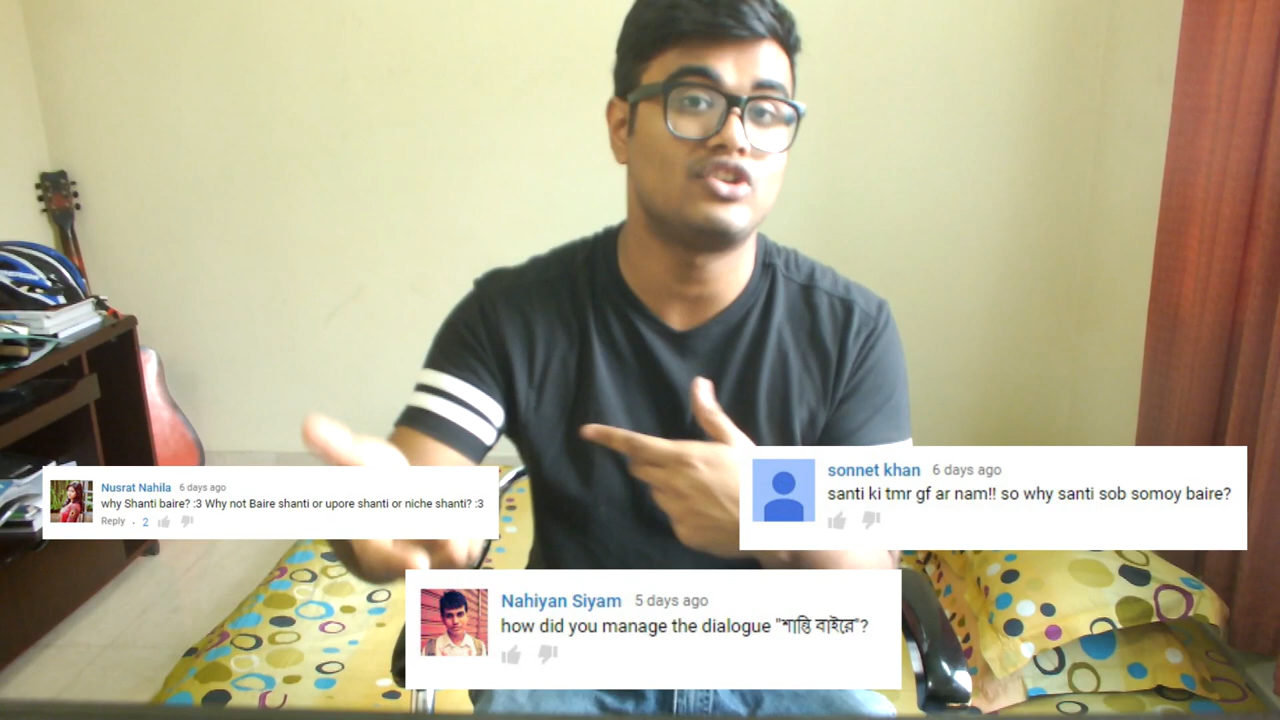 Nusrat Nahila 6 days ago
why Shanti baire? :3 Why not Baire shanti or upore shanti or niche shanti? :3
Reply . 2
sonnet khan 6 days ago
santi ki tmr gf ar nam!! so why santi sob somoy baire?
Nahiyan Siyam 5 days ago
how did you manage the dialogue "শান্তি বাইরে"?